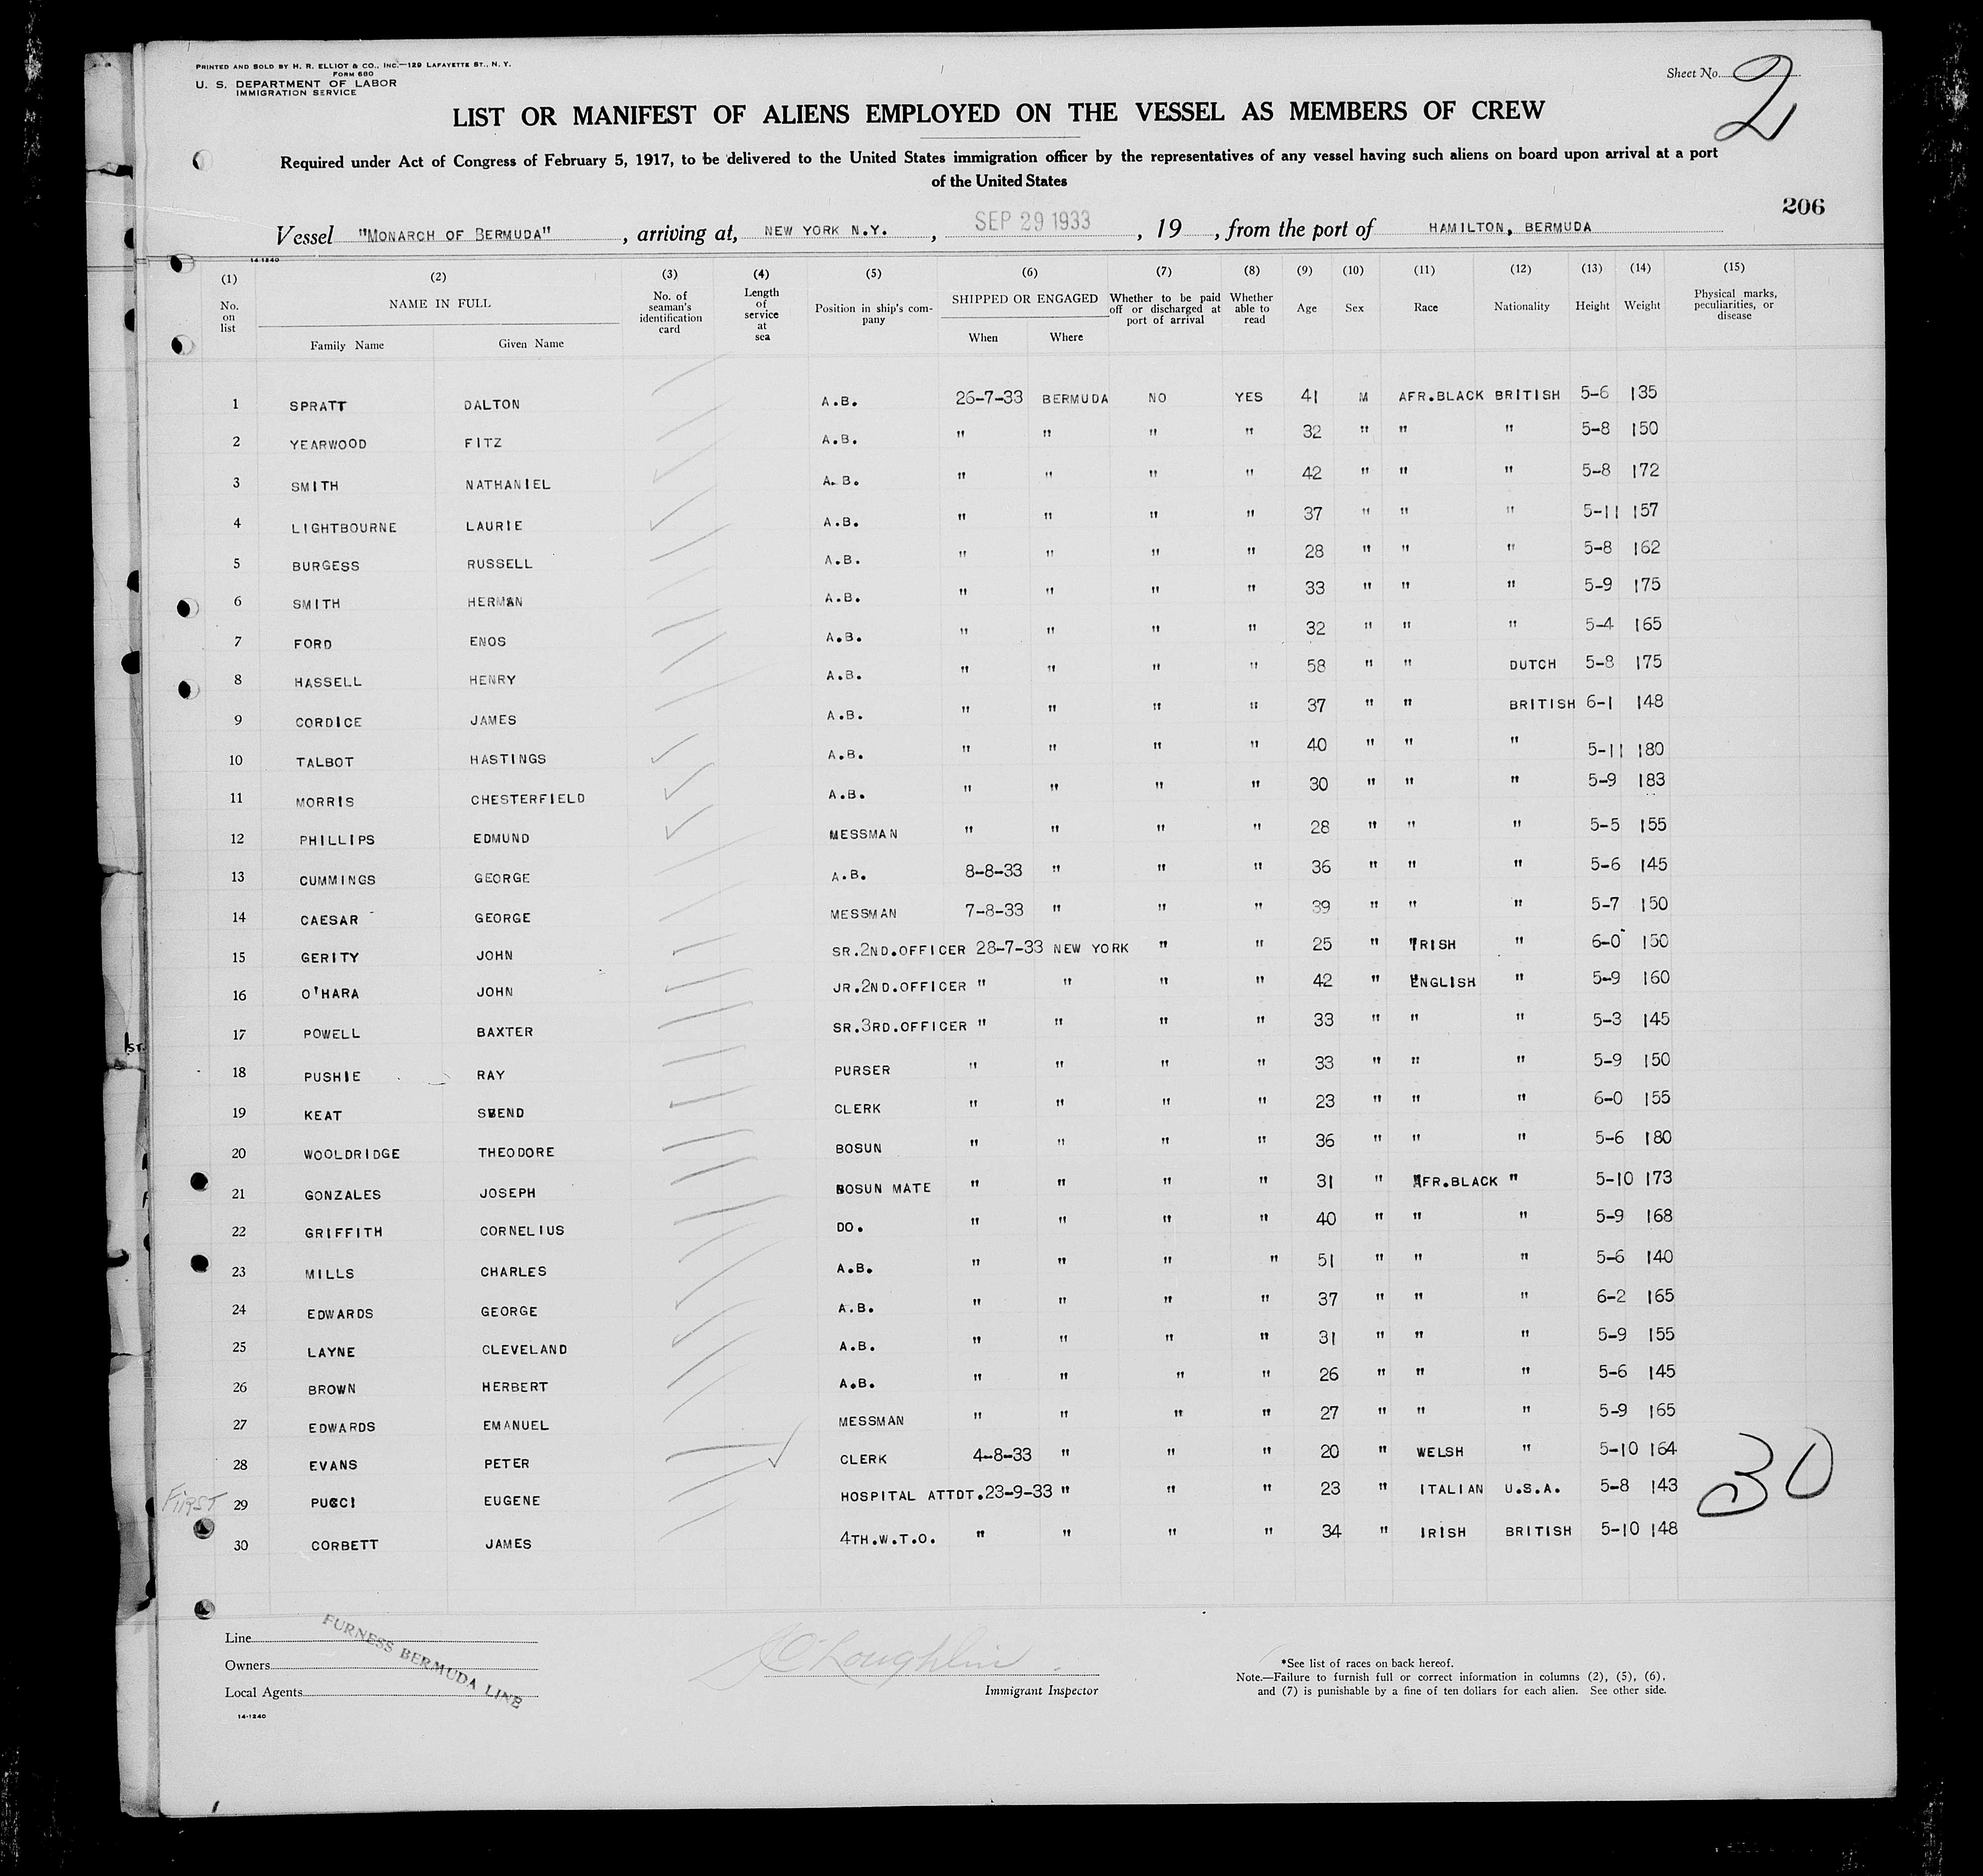 PRINTED AND SOLD BY H. R. ELLIOT & CO., INC.—129 LAFAYETTE ST., N. Y.
FORM 680
U. S. DEPARTMENT OF LABOR
IMMIGRATION SERVICE
Sheet No. 2
LIST OR MANIFEST OF ALIENS EMPLOYED ON THE VESSEL AS MEMBERS OF CREW
Required under Act of Congress of February 5, 1917, to be delivered to the United States immigration officer by the representatives of any vessel having such aliens on board upon arrival at a port
of the United States
206
Vessel "MONARCH OF BERMUDA" , arriving at, NEW YORK N.Y. , SEP 29 1933 , 19 , from the port of HAMILTON, BERMUDA
14-1240
(1) (2) (3) (4) (5) (6) (7) (8) (9) (10) (11) (12) (13) (14) (15)
No. on list NAME IN FULL No. of seaman's identification card Length of service at sea Position in ship's company SHIPPED OR ENGAGED Whether to be paid off or discharged at port of arrival Whether able to read Age Sex Race Nationality Height Weight Physical marks, peculiarities, or disease
Family Name Given Name When Where
1 SPRATT DALTON A.B. 26-7-33 BERMUDA NO YES 41 M AFR.BLACK BRITISH 5-6 135
2 YEARWOOD FITZ A.B. " " " " 32 " " " 5-8 150
3 SMITH NATHANIEL A.B. " " " " 42 " " " 5-8 172
4 LIGHTBOURNE LAURIE A.B. " " " " 37 " " " 5-11 157
5 BURGESS RUSSELL A.B. " " " " 28 " " " 5-8 162
6 SMITH HERMAN A.B. " " " " 33 " " " 5-9 175
7 FORD ENOS A.B. " " " " 32 " " " 5-4 165
8 HASSELL HENRY A.B. " " " " 58 " " DUTCH 5-8 175
9 CORDICE JAMES A.B. " " " " 37 " " BRITISH 6-1 148
10 TALBOT HASTINGS A.B. " " " " 40 " " " 5-11 180
11 MORRIS CHESTERFIELD A.B. " " " " 30 " " " 5-9 183
12 PHILLIPS EDMUND MESSMAN " " " " 28 " " " 5-5 155
13 CUMMINGS GEORGE A.B. 8-8-33 " " " 36 " " " 5-6 145
14 CAESAR GEORGE MESSMAN 7-8-33 " " " 39 " " " 5-7 150
15 GERITY JOHN SR.2ND.OFFICER 28-7-33 NEW YORK " " 25 " IRISH " 6-0 150
16 O'HARA JOHN JR.2ND.OFFICER " " " " 42 " ENGLISH " 5-9 160
17 POWELL BAXTER SR.3RD.OFFICER " " " " 33 " " " 5-3 145
18 PUSHIE RAY PURSER " " " " 33 " " " 5-9 150
19 KEAT SVEND CLERK " " " " 23 " " " 6-0 155
20 WOOLDRIDGE THEODORE BOSUN " " " " 36 " " " 5-6 180
21 GONZALES JOSEPH BOSUN MATE " " " " 31 " AFR.BLACK " 5-10 173
22 GRIFFITH CORNELIUS DO. " " " " 40 " " " 5-9 168
23 MILLS CHARLES A.B. " " " " 51 " " " 5-6 140
24 EDWARDS GEORGE A.B. " " " " 37 " " " 6-2 165
25 LAYNE CLEVELAND A.B. " " " " 31 " " " 5-9 155
26 BROWN HERBERT A.B. " " " " 26 " " " 5-6 145
27 EDWARDS EMANUEL MESSMAN " " " " 27 " " " 5-9 165
28 EVANS PETER CLERK 4-8-33 " " " 20 " WELSH " 5-10 164
First 29 PUCCI EUGENE HOSPITAL ATTDT. 23-9-33 " " " 23 " ITALIAN U.S.A. 5-8 143
30
30 CORBETT JAMES 4TH.W.T.O. " " " " 34 " IRISH BRITISH 5-10 148
Line
Owners
Local Agents
FURNESS BERMUDA LINE
14-1240
O'Loughlin
Immigrant Inspector
*See list of races on back hereof.
Note.—Failure to furnish full or correct information in columns (2), (5), (6),
and (7) is punishable by a fine of ten dollars for each alien. See other side.